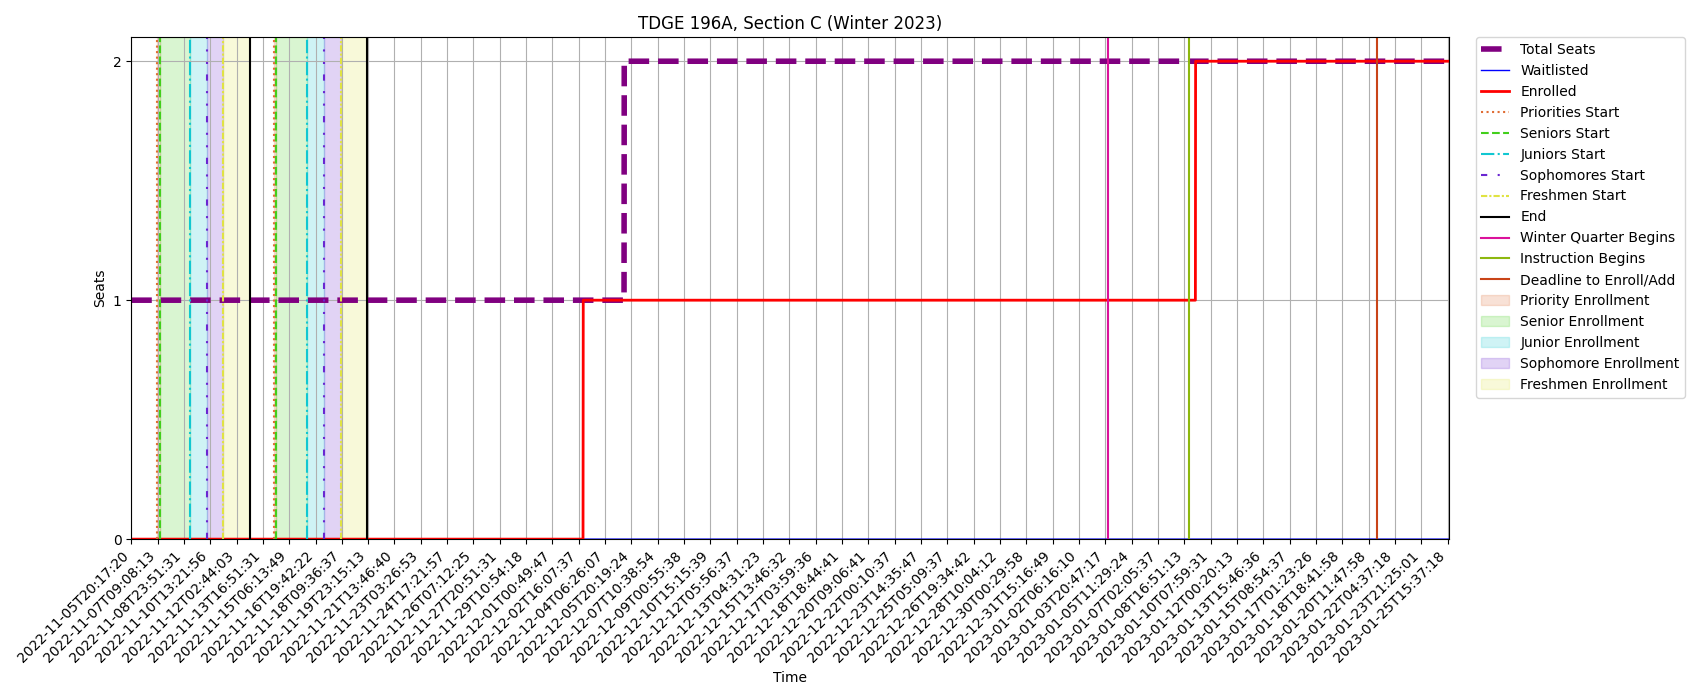 TDGE 196A, Section C (Winter 2023)
Seats
2
1
0
2022-11-05T20:17:20
2022-11-07T09:08:13
2022-11-08T23:51:31
2022-11-10T13:21:56
2022-11-12T02:44:03
2022-11-13T16:51:31
2022-11-15T06:13:49
2022-11-16T19:42:22
2022-11-18T09:36:37
2022-11-19T23:15:13
2022-11-21T13:46:40
2022-11-23T03:26:53
2022-11-24T17:21:57
2022-11-26T07:12:25
2022-11-27T20:51:31
2022-11-29T10:54:18
2022-12-01T00:49:47
2022-12-02T16:07:37
2022-12-04T06:26:07
2022-12-05T20:19:24
2022-12-07T10:38:54
2022-12-09T00:55:38
2022-12-10T15:15:39
2022-12-12T05:56:37
2022-12-13T04:31:23
2022-12-15T13:46:32
2022-12-17T03:59:36
2022-12-18T18:44:41
2022-12-20T09:06:41
2022-12-22T00:10:37
2022-12-23T14:35:47
2022-12-25T05:09:37
2022-12-26T19:34:42
2022-12-28T10:04:12
2022-12-30T00:29:58
2022-12-31T15:16:49
2023-01-02T06:16:10
2023-01-03T20:47:17
2023-01-05T11:29:24
2023-01-07T02:05:37
2023-01-08T16:51:13
2023-01-10T07:59:31
2023-01-12T00:20:13
2023-01-13T15:46:36
2023-01-15T08:54:37
2023-01-17T01:23:26
2023-01-18T18:41:58
2023-01-20T11:47:58
2023-01-22T04:37:18
2023-01-23T21:25:01
2023-01-25T15:37:18
Time
Total Seats
Waitlisted
Enrolled
Priorities Start
Seniors Start
Juniors Start
Sophomores Start
Freshmen Start
End
Winter Quarter Begins
Instruction Begins
Deadline to Enroll/Add
Priority Enrollment
Senior Enrollment
Junior Enrollment
Sophomore Enrollment
Freshmen Enrollment